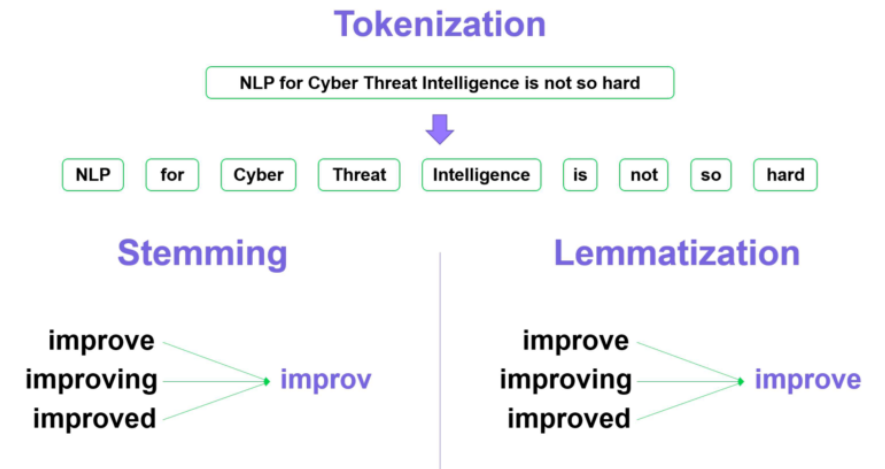 Tokenization
NLP for Cyber Threat Intelligence is not so hard
NLP for Cyber Threat Intelligence is not so hard
Stemming
improve
improving
improved
improv
Lemmatization
improve
improving
improved
improve